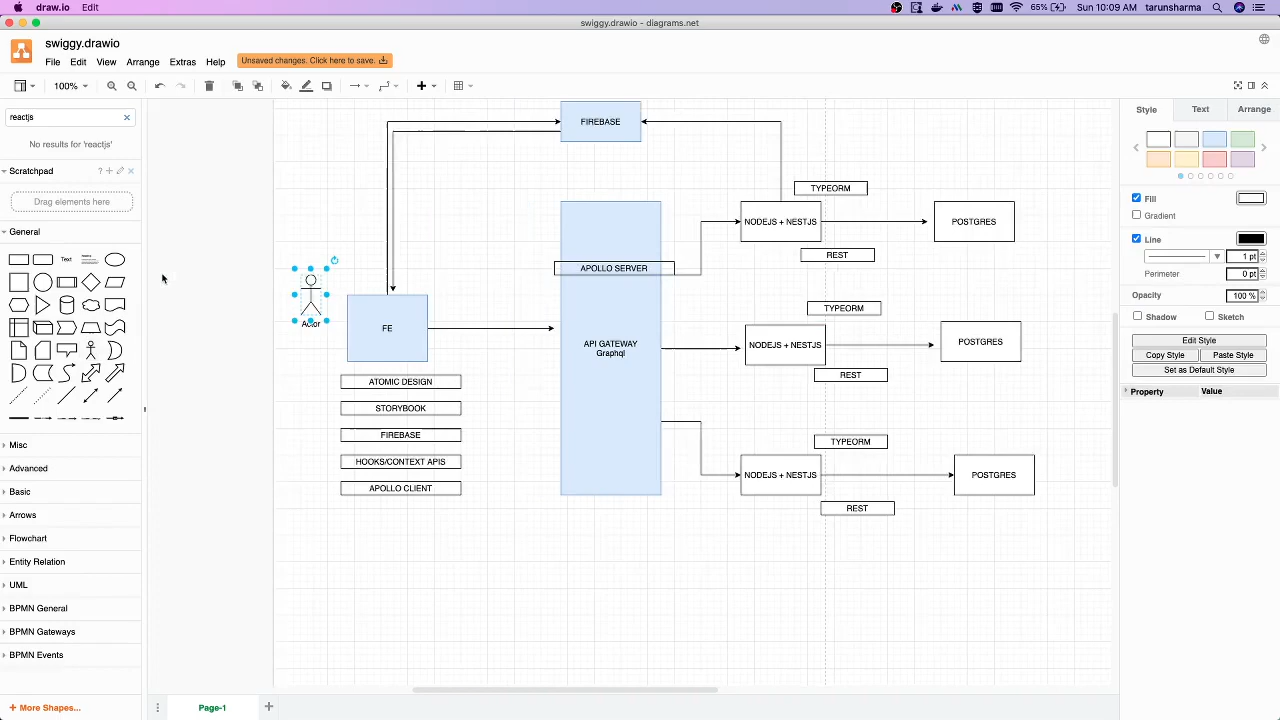 draw.io Edit
65% Sun 10:09 AM tarunsharma
swiggy.drawio - diagrams.net
swiggy.drawio
File Edit View Arrange Extras Help
Unsaved changes. Click here to save.
100%
reactjs
No results for 'reactjs'
Scratchpad
Drag elements here
General
Text
Misc
Advanced
Basic
Arrows
Flowchart
Entity Relation
UML
BPMN General
BPMN Gateways
BPMN Events
+ More Shapes...
FIREBASE
TYPEORM
NODEJS + NESTJS
POSTGRES
REST
APOLLO SERVER
Actor
FE
API GATEWAY
Graphql
TYPEORM
NODEJS + NESTJS
POSTGRES
REST
ATOMIC DESIGN
STORYBOOK
FIREBASE
HOOKS/CONTEXT APIS
APOLLO CLIENT
TYPEORM
NODEJS + NESTJS
POSTGRES
REST
Page-1
Style Text Arrange
Fill
Gradient
Line
1 pt
Perimeter 0 pt
Opacity 100 %
Shadow Sketch
Edit Style
Copy Style Paste Style
Set as Default Style
Property Value